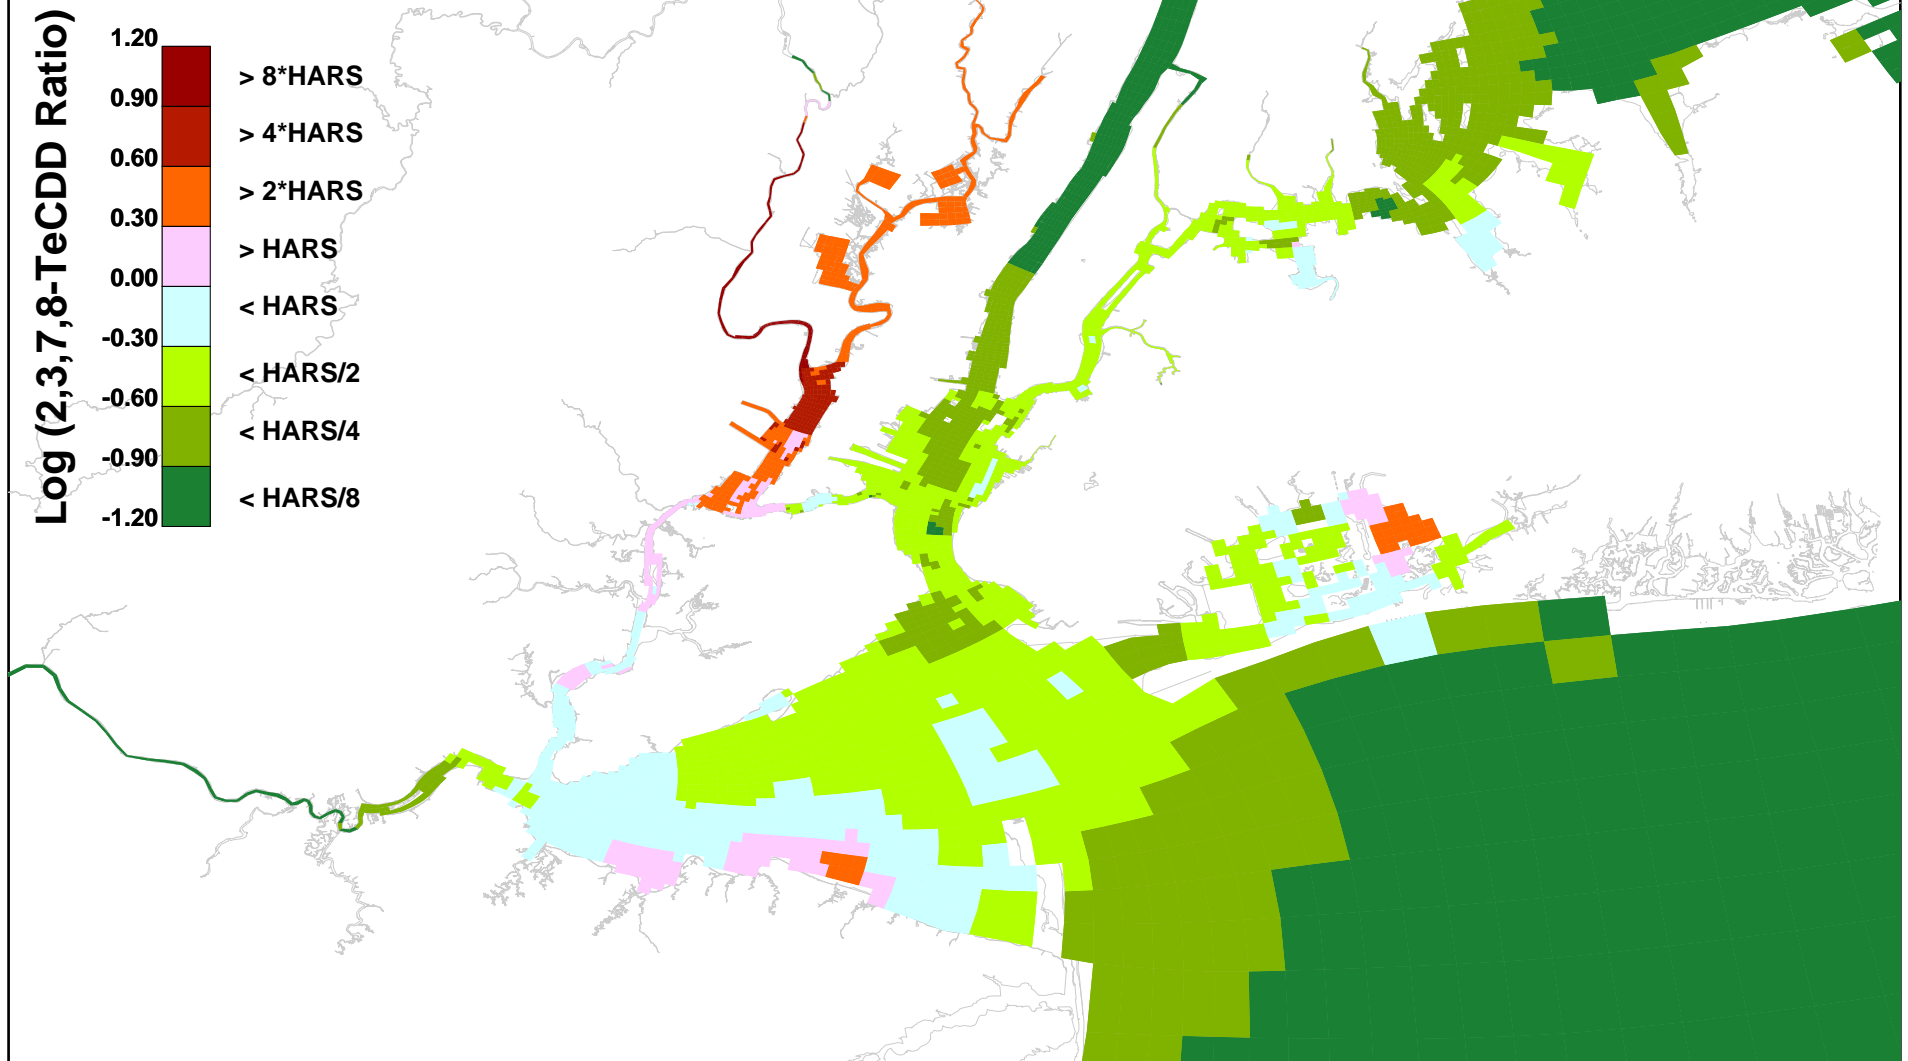 Log (2,3,7,8-TeCDD Ratio)
1.20
> 8*HARS
0.90
> 4*HARS
0.60
> 2*HARS
0.30
> HARS
0.00
< HARS
-0.30
< HARS/2
-0.60
< HARS/4
-0.90
< HARS/8
-1.20